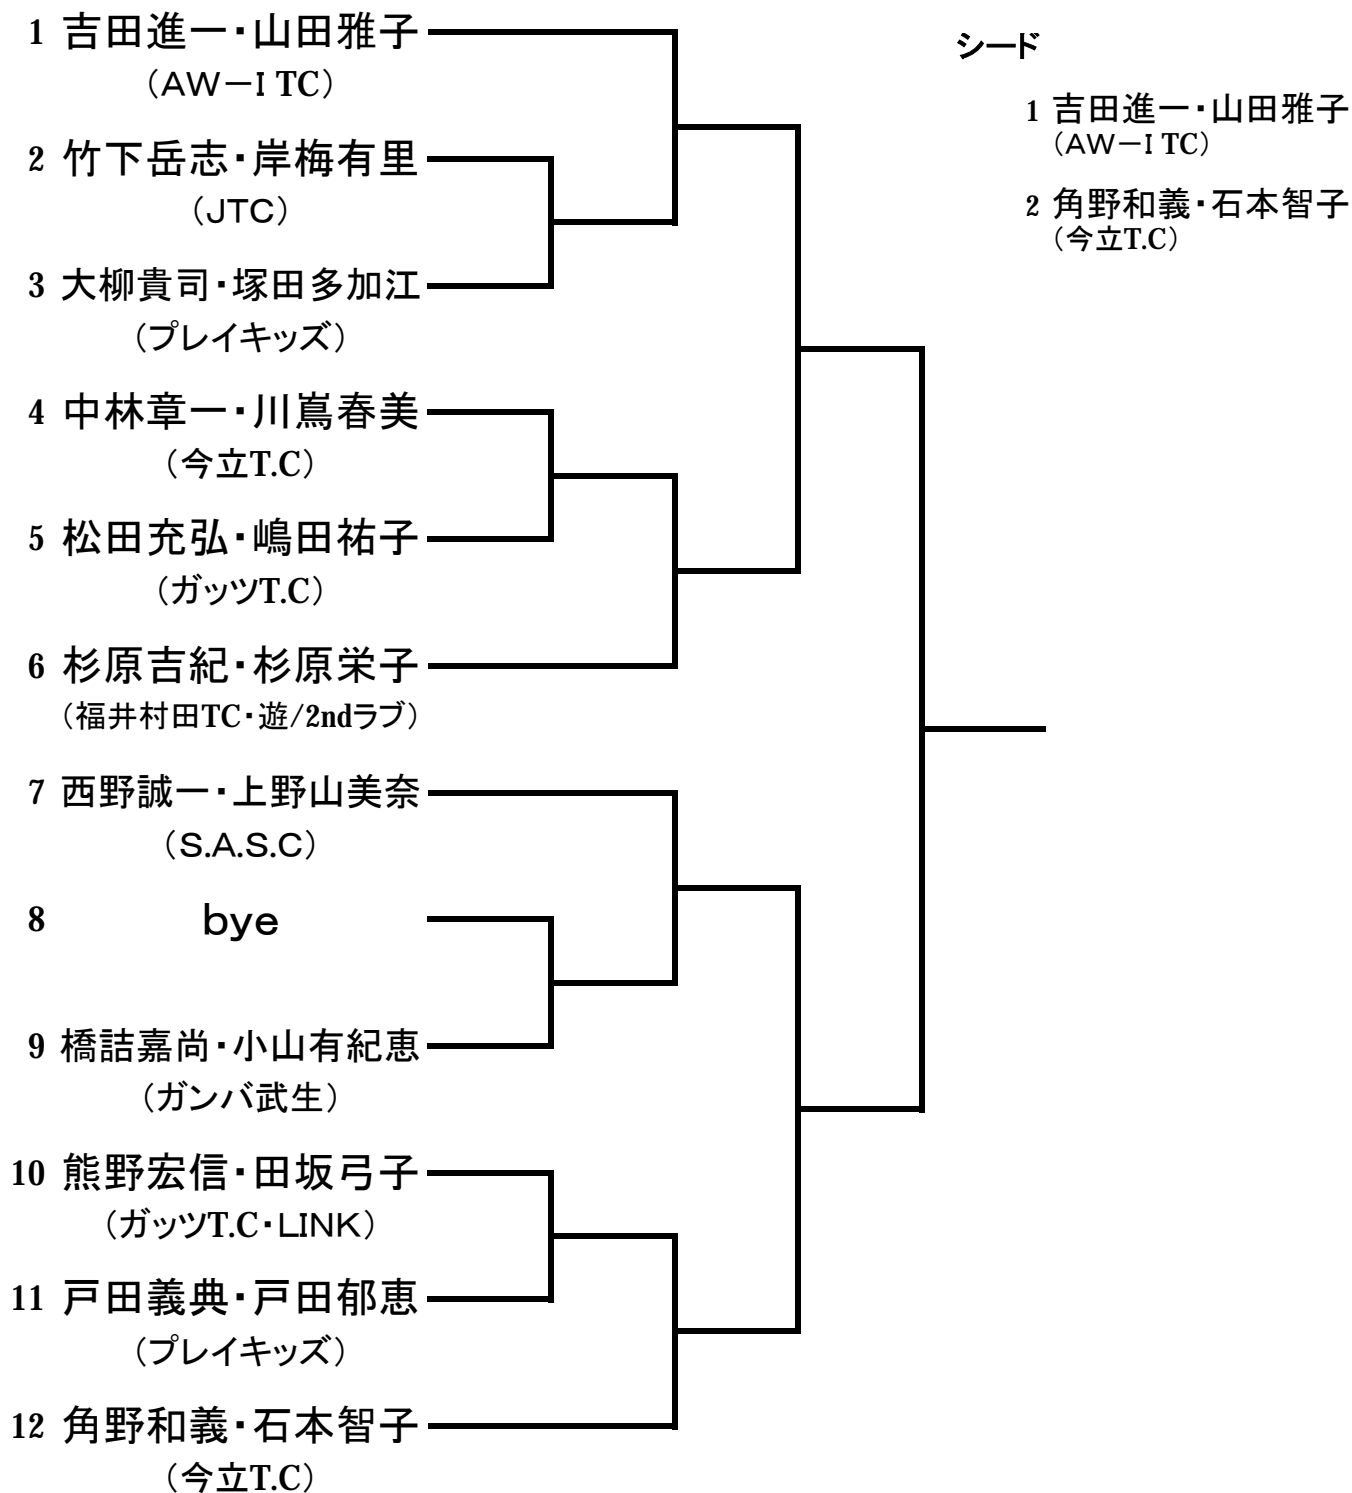 1 吉田進一・山田雅子
（AW－I TC）
2 竹下岳志・岸梅有里
（JTC）
3 大柳貴司・塚田多加江
（プレイキッズ）
4 中林章一・川嶌春美
（今立T.C）
5 松田充弘・嶋田祐子
（ガッツT.C）
6 杉原吉紀・杉原栄子
（福井村田TC・遊/2ndラブ）
7 西野誠一・上野山美奈
（S.A.S.C）
8 bye
9 橋詰嘉尚・小山有紀恵
（ガンバ武生）
10 熊野宏信・田坂弓子
（ガッツT.C・LINK）
11 戸田義典・戸田郁恵
（プレイキッズ）
12 角野和義・石本智子
（今立T.C）
シード
1 吉田進一・山田雅子
（AW－I TC）
2 角野和義・石本智子
（今立T.C）